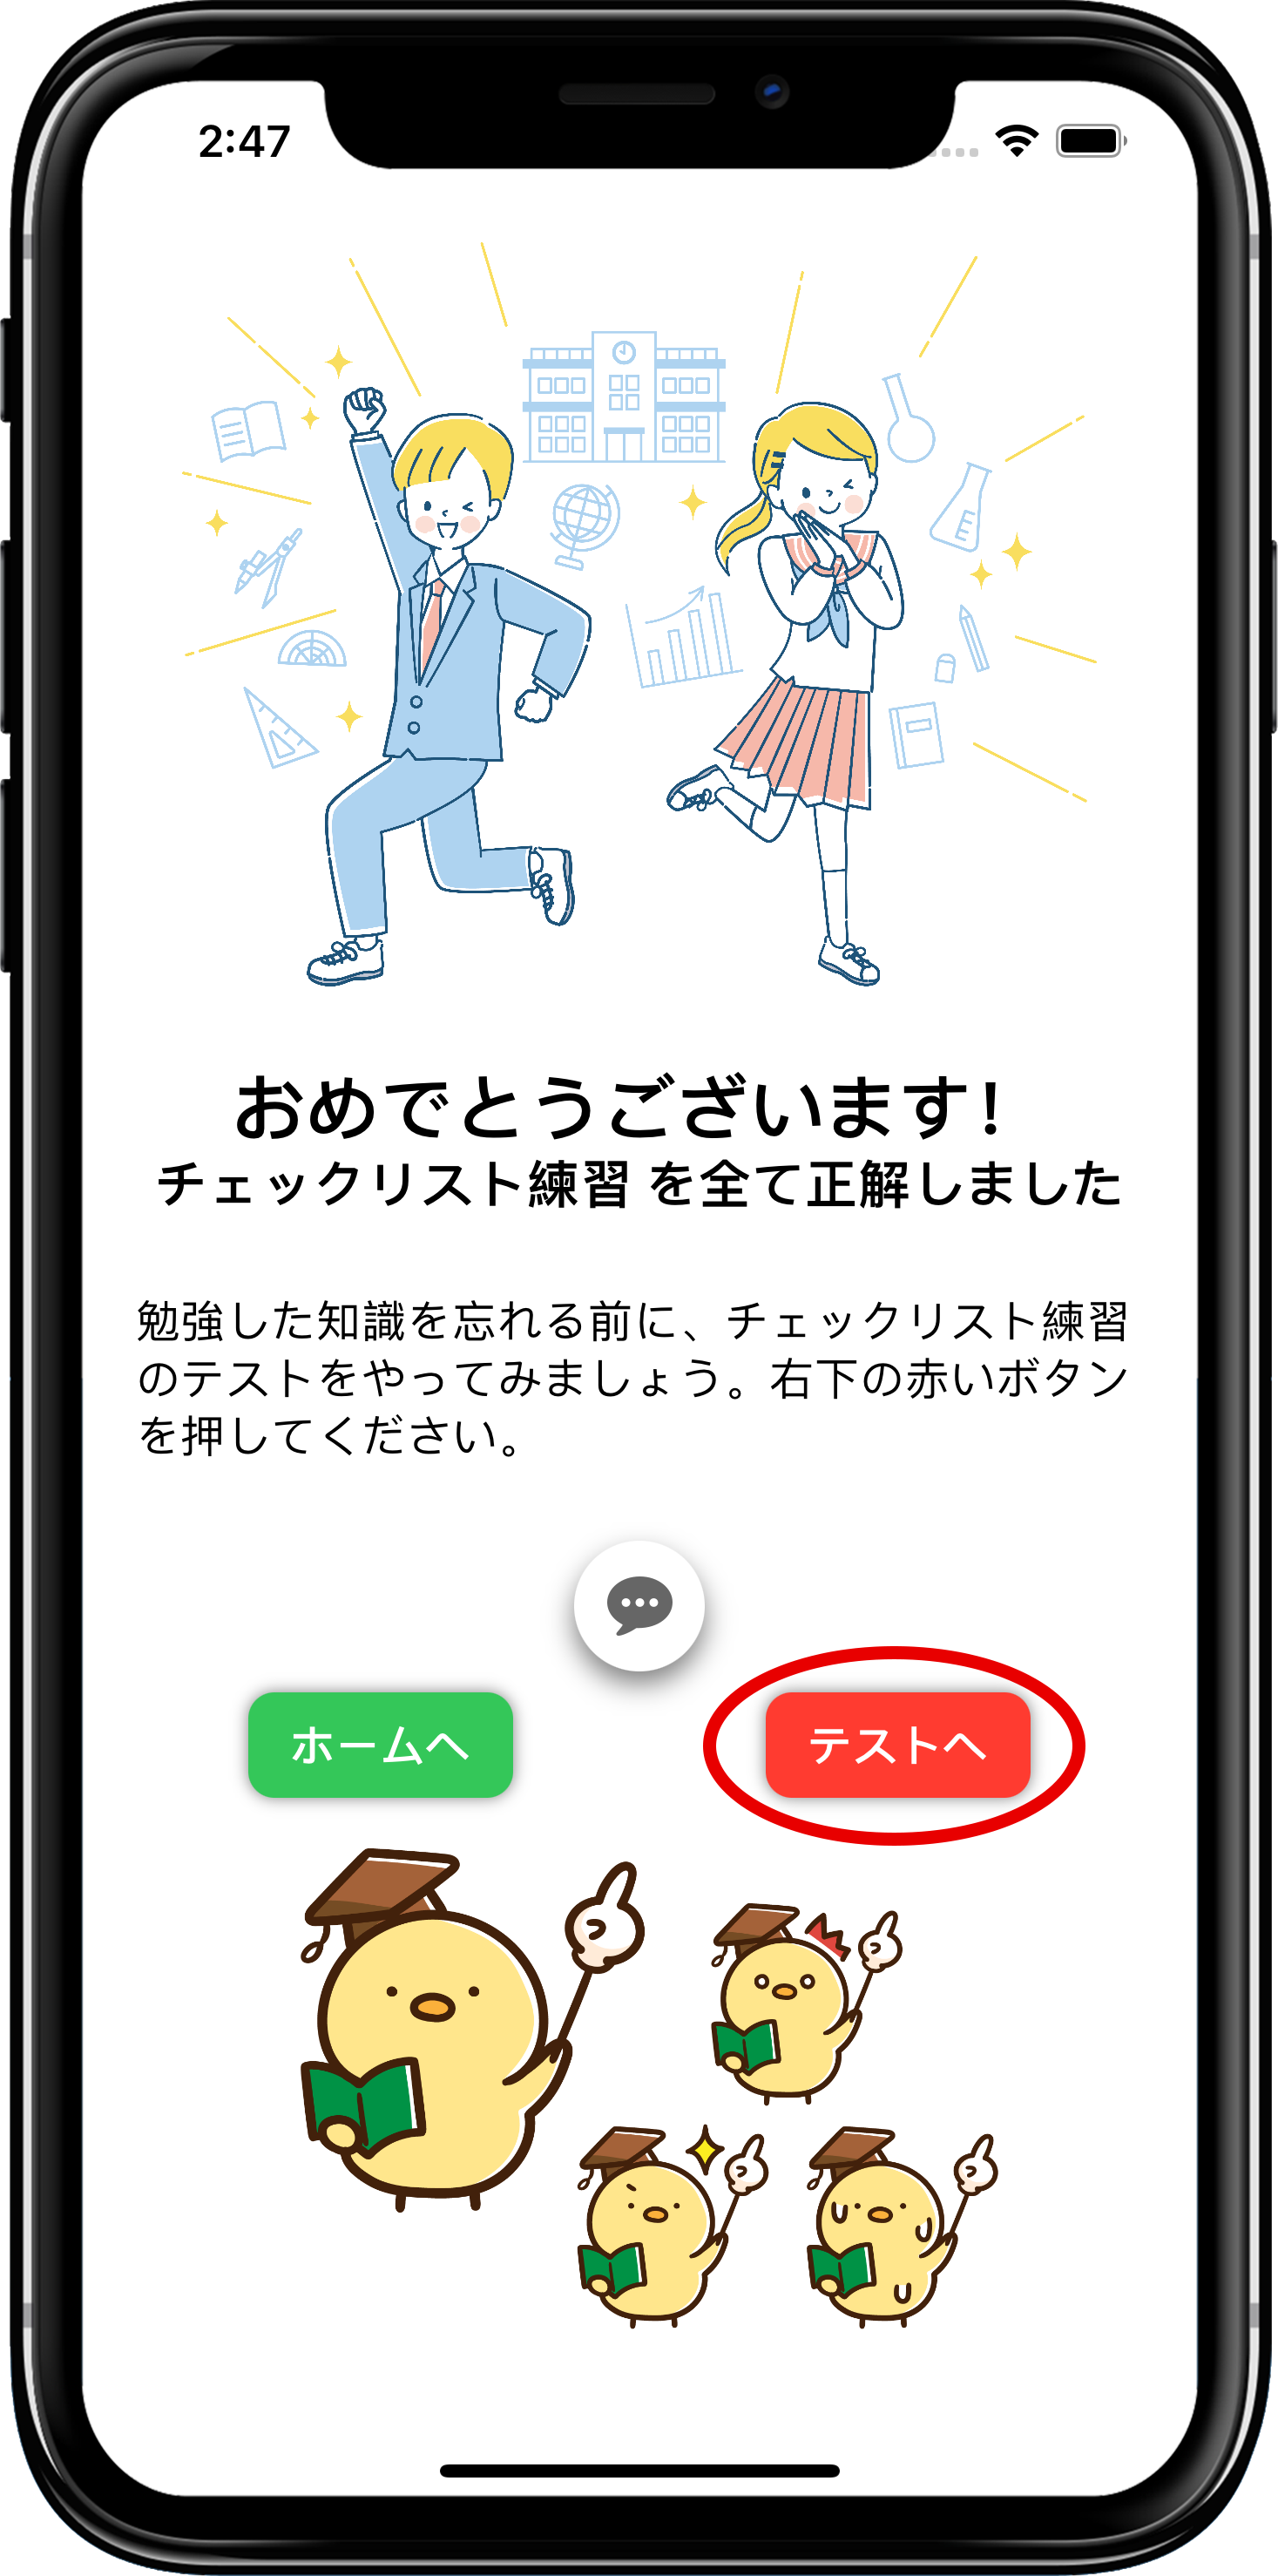 2:47
おめでとうございます！
チェックリスト練習 を全て正解しました
勉強した知識を忘れる前に、チェックリスト練習
のテストをやってみましょう。右下の赤いボタン
を押してください。
ホームへ
テストへ